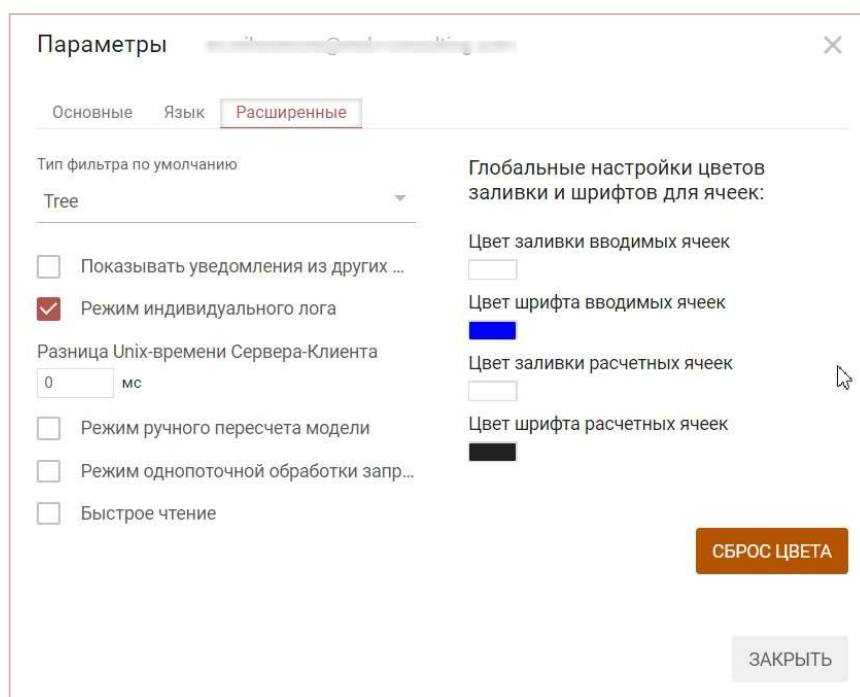 Параметры
Основные Язык Расширенные
Тип фильтра по умолчанию
Tree
Показывать уведомления из других ...
Режим индивидуального лога
Разница Unix-времени Сервера-Клиента
0 мс
Режим ручного пересчета модели
Режим однопоточной обработки запр...
Быстрое чтение
Глобальные настройки цветов
заливки и шрифтов для ячеек:
Цвет заливки вводимых ячеек
Цвет шрифта вводимых ячеек
Цвет заливки расчетных ячеек
Цвет шрифта расчетных ячеек
СБРОС ЦВЕТА
ЗАКРЫТЬ